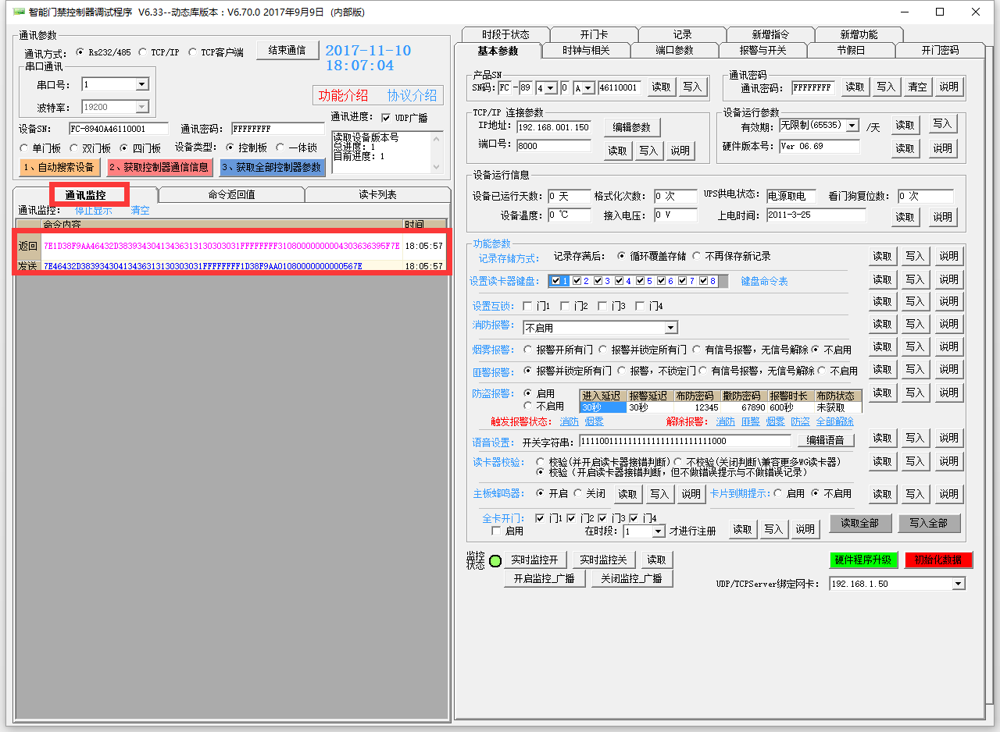 智能门禁控制器调试程序 V6.33--动态库版本：V6.70.0 2017年9月9日 (内部版)
通讯参数
通讯方式： Rs232/485 TCP/IP TCP客户端 结束通信
2017-11-10
18:07:04
串口通讯
串口号： 1
波特率： 19200
功能介绍 协议介绍
设备SN: FC-8940A46110001 通讯密码: FFFFFFFF
单门板 双门板 四门板 设备类型： 控制板 一体锁
1、自动搜索设备 2、获取控制器通信信息 3、获取全部控制器参数
通讯进度: UDP广播
读取设备版本号
总进度：1
目前进度：1
通讯监控 命令返回值 读卡列表
通讯监控： 停止显示 清空
命令内容 时间
返回 7E1D38F9AA46432D38393430413436313130303031FFFFFFFF31080000000004303636395F7E 18:05:57
发送 7E46432D38393430413436313130303031FFFFFFFF1D38F9AA01080000000000567E 18:05:57
时段于状态 开门卡 记录 新增指令 新增功能
基本参数 时钟与相关 端口参数 报警与开关 节假日 开门密码
产品SN
SN码: FC - 89 4 0 A 46110001 读取 写入
通讯密码
通讯密码: FFFFFFFF 读取 写入 清空 说明
TCP/IP 连接参数
IP地址: 192.168.001.150 编辑参数
端口号: 8000 读取 写入 说明
设备运行参数
有效期: 无限制(65535) /天 读取 写入
硬件版本号: Ver 06.69 读取 说明
设备运行信息
设备已运行天数: 0 天 格式化次数: 0 次 UPS供电状态: 电源取电 看门狗复位数: 0 次
设备温度: 0 ℃ 接入电压: 0 V 上电时间: 2011-3-25 读取 说明
功能参数
记录存储方式： 记录存满后： 循环覆盖存储 不再保存新记录 读取 写入 说明
设置读卡器键盘: 1 2 3 4 5 6 7 8 键盘命令表 读取 写入 说明
设置互锁: 门1 门2 门3 门4 读取 写入 说明
消防报警: 不启用 读取 写入 说明
烟雾报警: 报警开所有门 报警并锁定所有门 有信号报警，无信号解除 不启用 读取 写入 说明
匪警报警: 报警并锁定所有门 报警，不锁定门 有信号报警，无信号解除 不启用 读取 写入 说明
防盗报警: 启用 不启用 读取 写入 说明
进入延迟 报警延迟 布防密码 撤防密码 报警时长 布防状态
30秒 30秒 12345 67890 600秒 未获取
触发报警状态: 消防 烟雾 解除报警: 消防 匪警 烟雾 防盗 全部解除
语音设置: 开关字符串: 编辑语音 读取 写入 说明
读卡器校验: 校验(并开启读卡器接错判断) 不校验(关闭判断\兼容更多WG读卡器) 读取 写入 说明
校验（开启读卡器接错判断，但不做错误提示与不做错误记录）
主板蜂鸣器: 开启 关闭 读取 写入 说明 卡片到期提示: 启用 不启用 读取 写入 说明
全卡开门: 门1 门2 门3 门4
启用 在时段: 1 才进行注册 读取 写入 说明 读取全部 写入全部
监控状态 实时监控开 实时监控关 读取 硬件程序升级 初始化数据
开启监控_广播 关闭监控_广播 UDP/TCPServer绑定网卡: 192.168.1.50